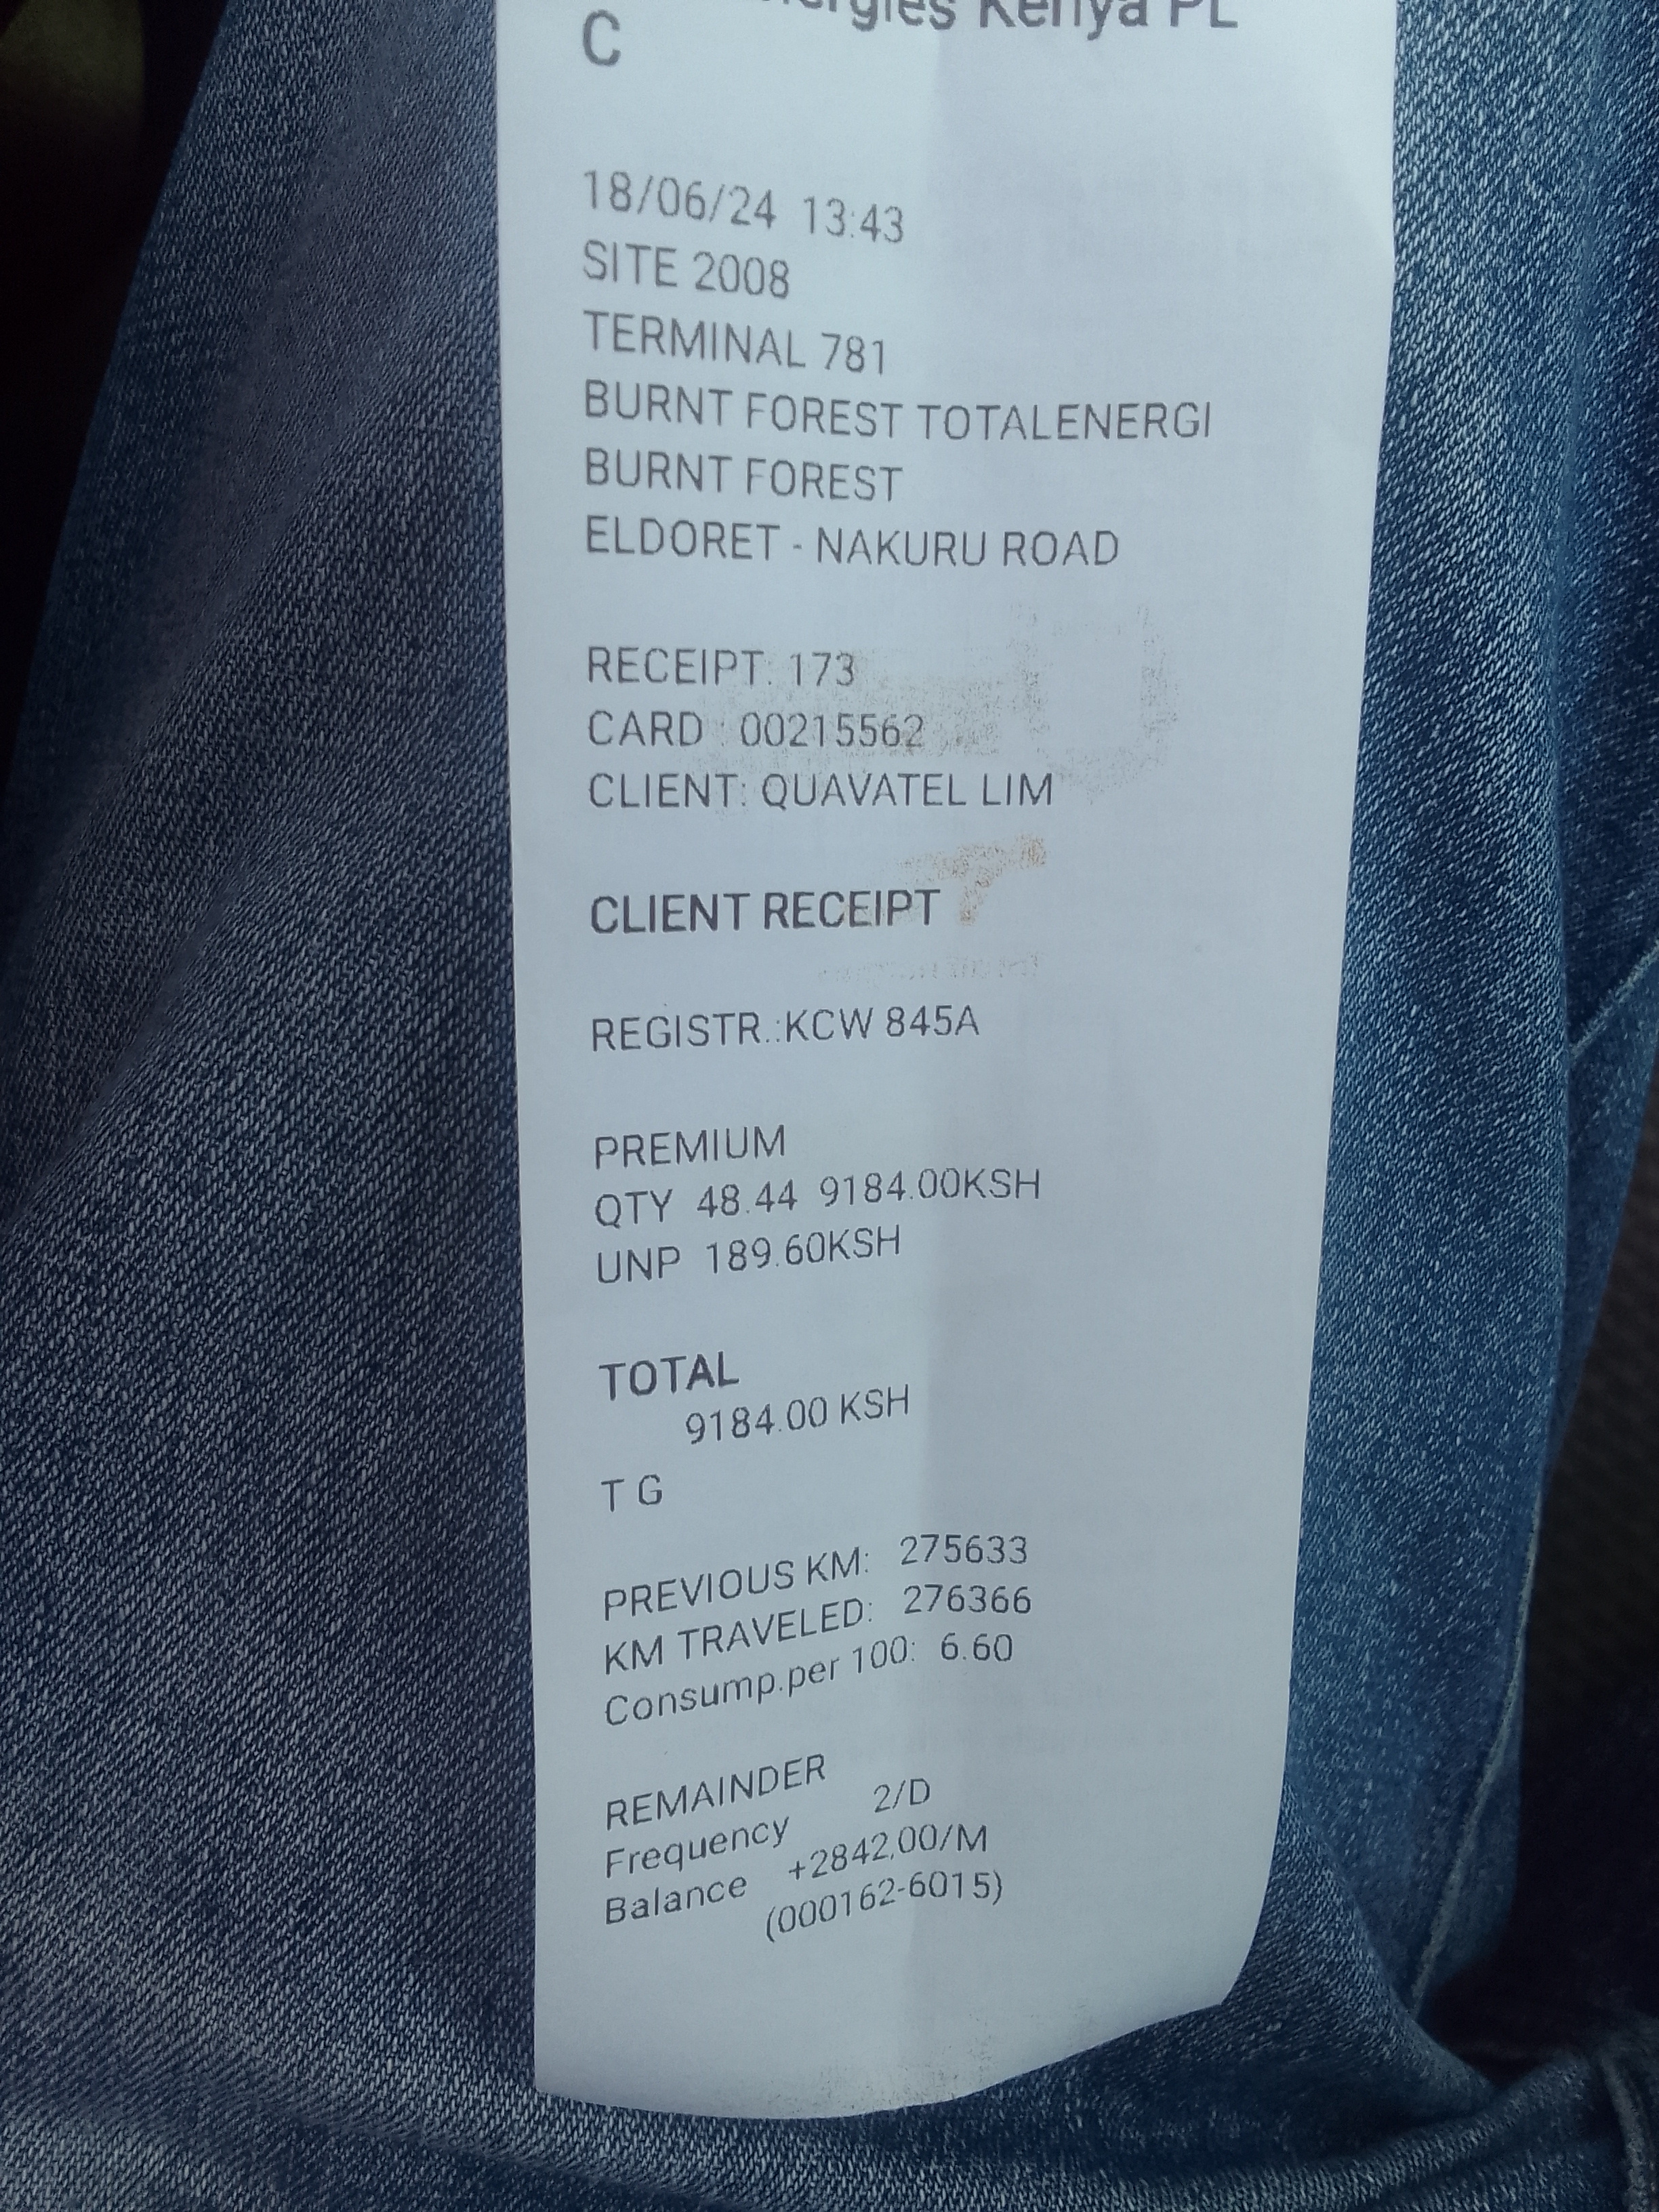 Kenya PL
C
18/06/24 13:43
SITE 2008
TERMINAL 781
BURNT FOREST TOTALENERGI
BURNT FOREST
ELDORET - NAKURU ROAD
RECEIPT: 173
CARD : 00215562
CLIENT: QUAVATEL LIM
CLIENT RECEIPT
REGISTR.:KCW 845A
PREMIUM
QTY 48.44 9184.00KSH
UNP 189.60KSH
TOTAL
9184.00 KSH
T G
PREVIOUS KM: 275633
KM TRAVELED: 276366
Consump.per 100: 6.60
REMAINDER
Frequency 2/D
Balance +2842,00/M
(000162-6015)